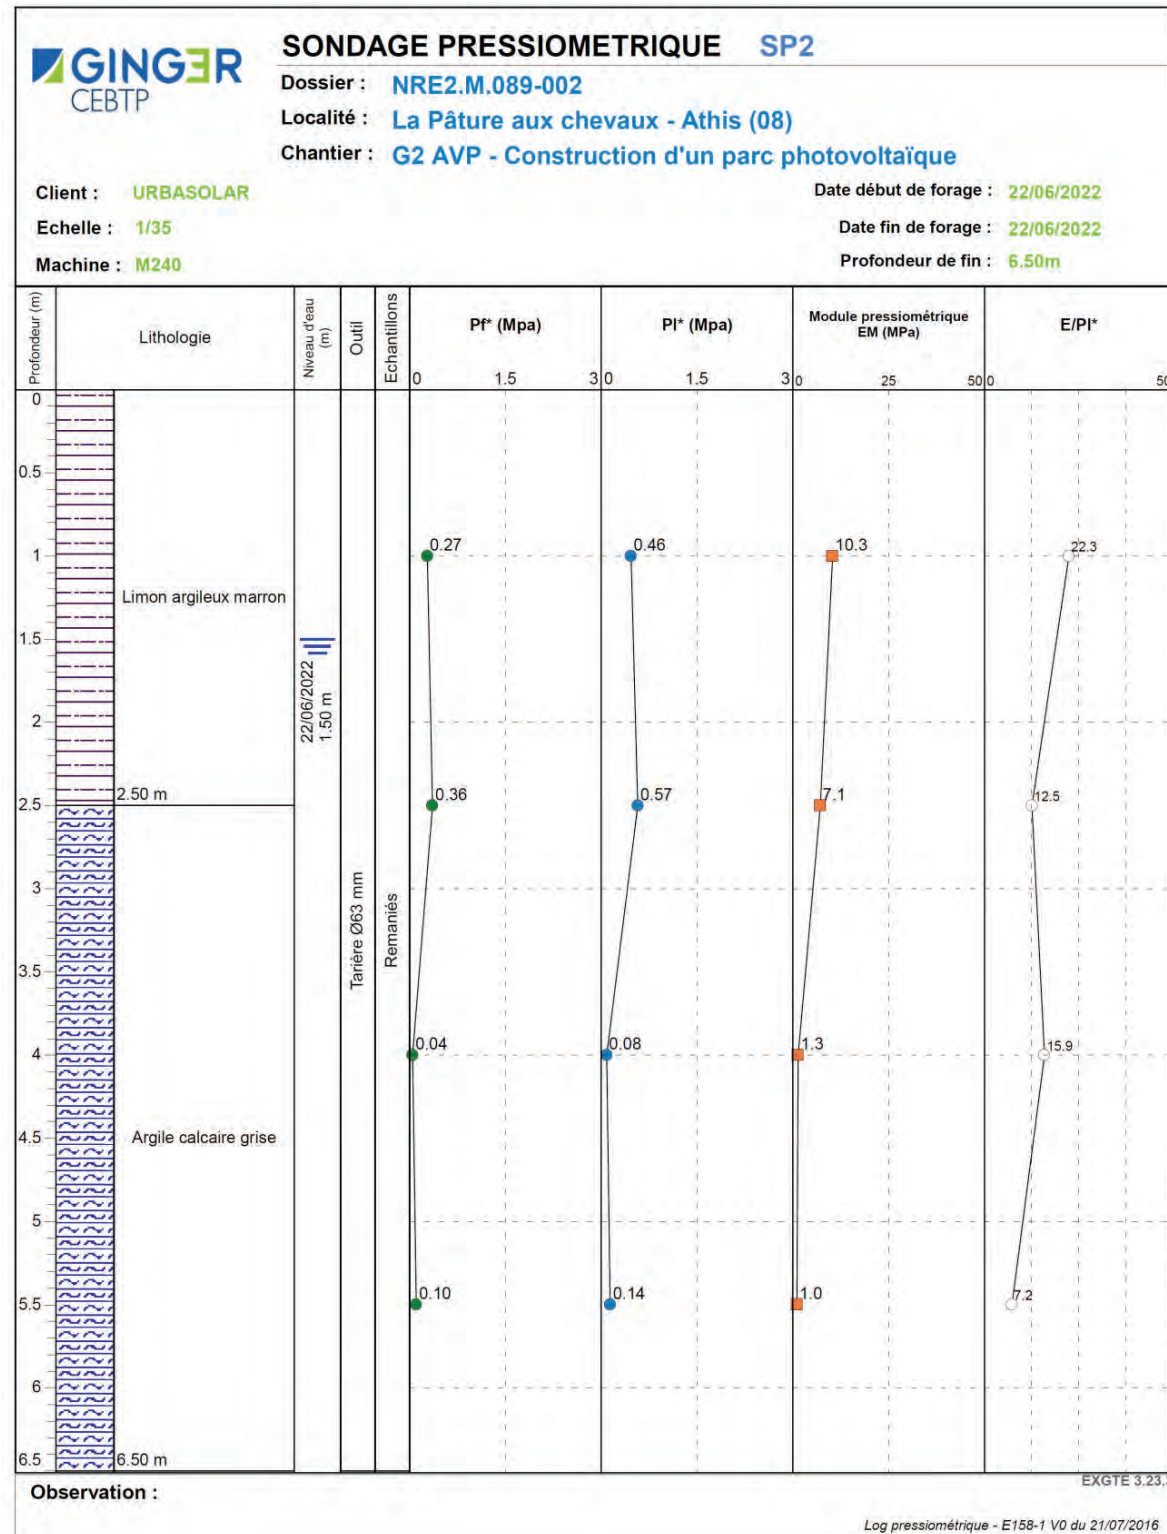 GINGER
CEBTP
SONDAGE PRESSIOMETRIQUE SP2
Dossier : NRE2.M.089-002
Localité : La Pâture aux chevaux - Athis (08)
Chantier : G2 AVP - Construction d'un parc photovoltaïque
Client : URBASOLAR
Date début de forage : 22/06/2022
Echelle : 1/35
Date fin de forage : 22/06/2022
Machine : M240
Profondeur de fin : 6.50m
Profondeur (m)
Lithologie
Niveau d'eau (m)
Outil
Echantillons
Pf* (Mpa)
Pl* (Mpa)
Module pressiométrique
EM (MPa)
E/Pl*
0 1.5 3 0 1.5 3 0 25 50 0 50
0
0.5
0.27 0.46 10.3 22.3
1
Limon argileux marron
1.5
22/06/2022
1.50 m
2
2.50 m
2.5
0.36 0.57 7.1 12.5
3
Tarière Ø63 mm
Remaniés
3.5
0.04 0.08 1.3 15.9
4
Argile calcaire grise
4.5
5
0.10 0.14 1.0 7.2
5.5
6
6.5
6.50 m
Observation :
EXGTE 3.23
Log pressiométrique - E158-1 V0 du 21/07/2016